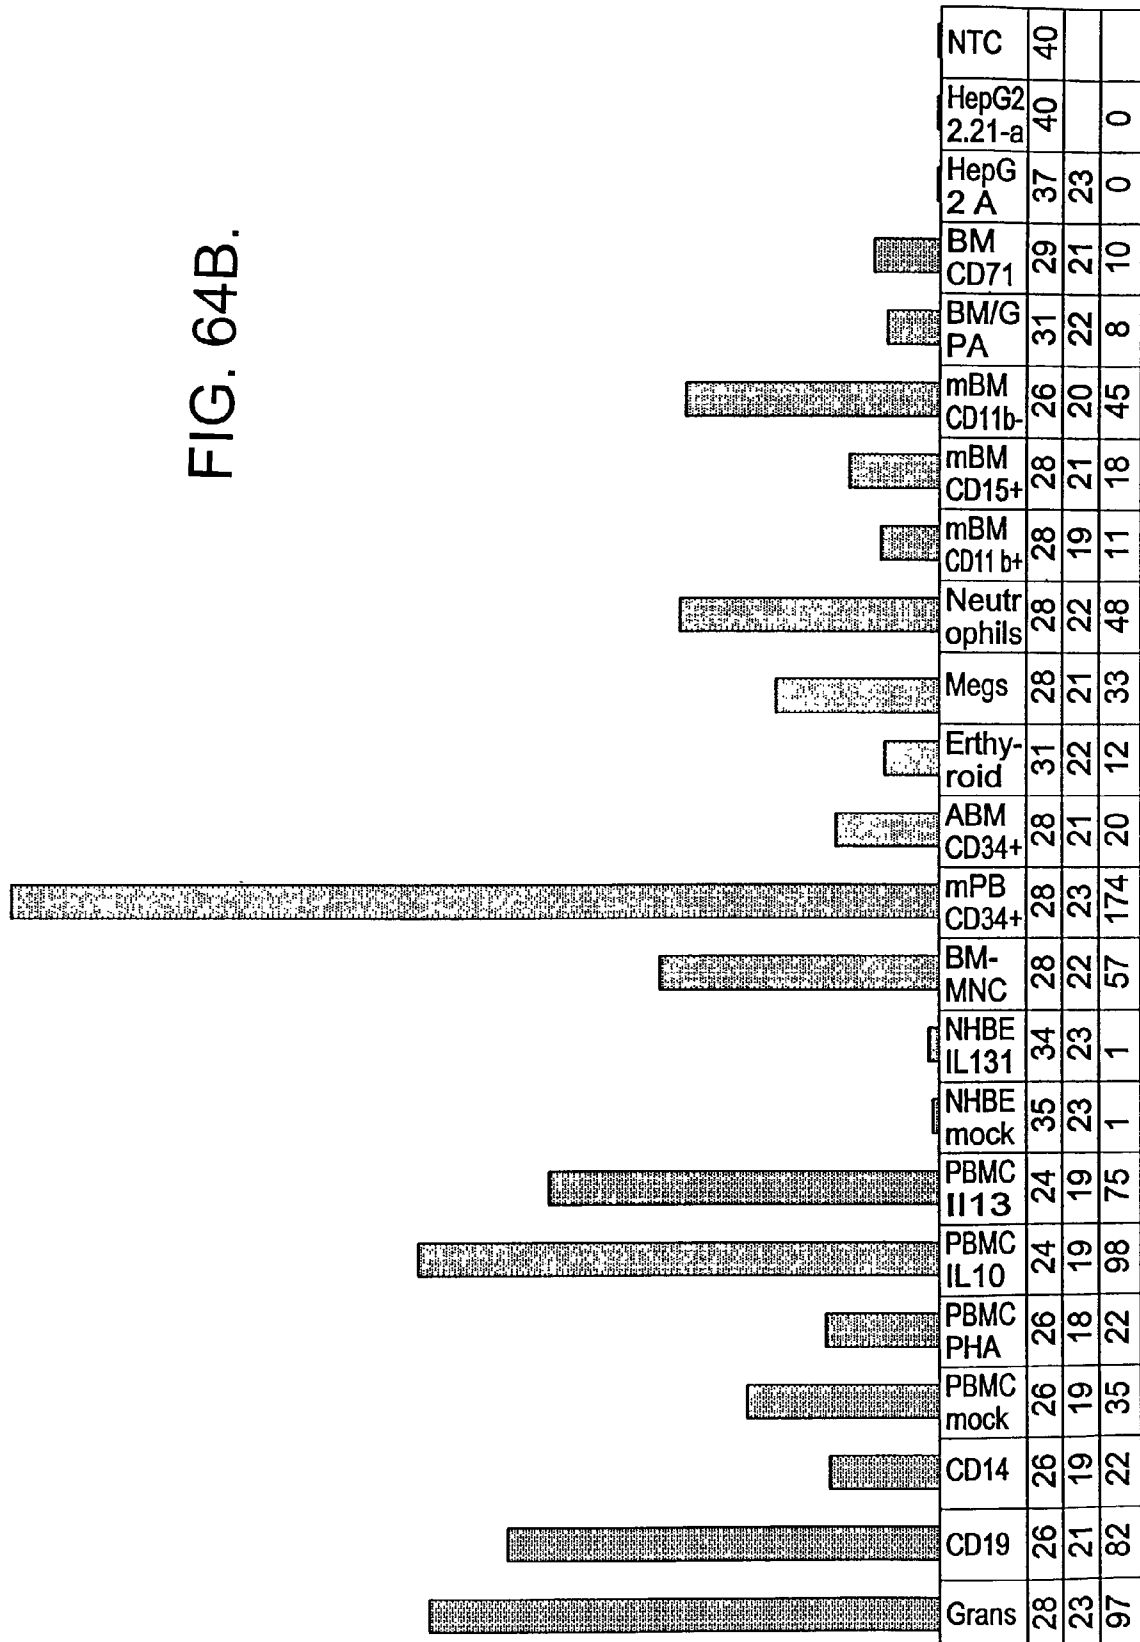 FIG. 64B.
Grans
CD19
CD14
PBMC
mock
PBMC
PHA
PBMC
IL10
PBMC
Il13
NHBE
mock
NHBE
IL131
BM-
MNC
mPB
CD34+
ABM
CD34+
Erthy-
roid
Megs
Neutr
ophils
mBM
CD11 b+
mBM
CD15+
mBM
CD11b-
BM/G
PA
BM
CD71
HepG
2 A
HepG2
2.21-a
NTC
28 26 26 26 26 24 24 35 34 28 28 28 31 28 28 28 28 26 31 29 37 40 40
23 21 19 19 18 19 19 23 23 22 23 21 22 21 22 19 21 20 22 21 23
97 82 22 35 22 98 75 1 1 57 174 20 12 33 48 11 18 45 8 10 0 0